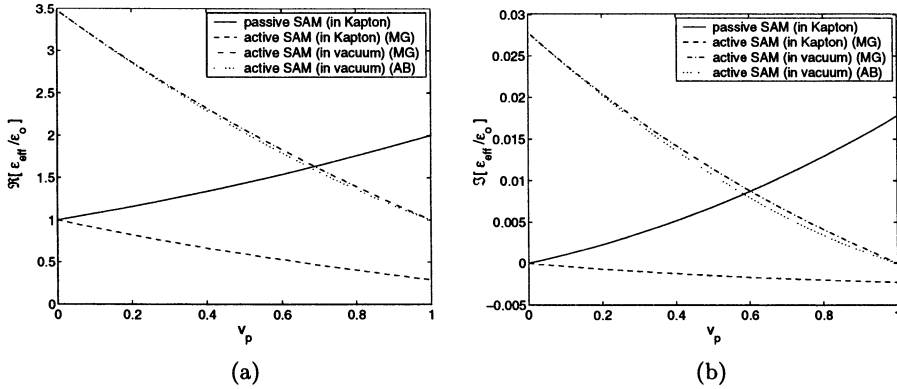 3.5
3
2.5
2
1.5
1
0.5
0
ℜ[ ε_eff /ε_o ]
passive SAM (in Kapton)
active SAM (in Kapton) (MG)
active SAM (in vacuum) (MG)
active SAM (in vacuum) (AB)
0 0.2 0.4 0.6 0.8 1
v_p
(a)
0.03
0.025
0.02
0.015
0.01
0.005
0
−0.005
ℑ[ ε_eff /ε_o ]
passive SAM (in Kapton)
active SAM (in Kapton) (MG)
active SAM (in vacuum) (MG)
active SAM (in vacuum) (AB)
0 0.2 0.4 0.6 0.8 1
v_p
(b)